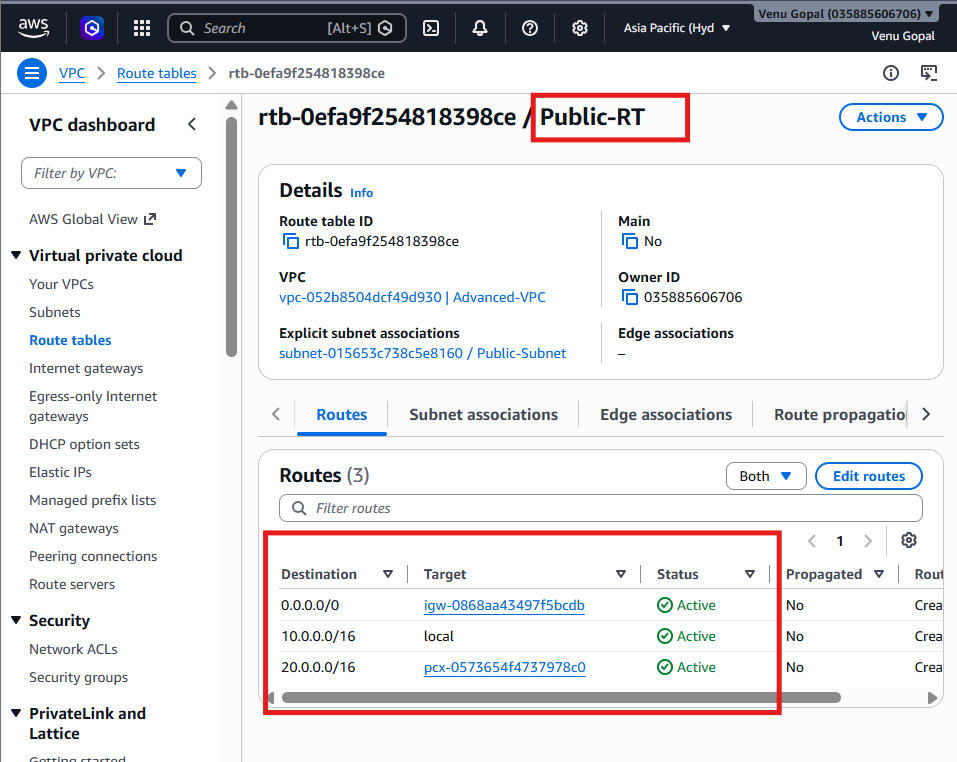 aws
Search [Alt+S]
Asia Pacific (Hyd
Venu Gopal (035885606706)
Venu Gopal
VPC > Route tables > rtb-0efa9f254818398ce
VPC dashboard
Filter by VPC:
AWS Global View
Virtual private cloud
Your VPCs
Subnets
Route tables
Internet gateways
Egress-only Internet
gateways
DHCP option sets
Elastic IPs
Managed prefix lists
NAT gateways
Peering connections
Route servers
Security
Network ACLs
Security groups
PrivateLink and
Lattice
Getting started
rtb-0efa9f254818398ce / Public-RT
Actions
Details Info
Route table ID
rtb-0efa9f254818398ce
Main
No
VPC
vpc-052b8504dcf49d930 | Advanced-VPC
Owner ID
035885606706
Explicit subnet associations
subnet-015653c738c5e8160 / Public-Subnet
Edge associations
–
Routes Subnet associations Edge associations Route propagatio
Routes (3)
Both
Edit routes
Filter routes
1
Destination Target Status Propagated Rout
0.0.0.0/0 igw-0868aa43497f5bcdb Active No Crea
10.0.0.0/16 local Active No Crea
20.0.0.0/16 pcx-0573654f4737978c0 Active No Crea